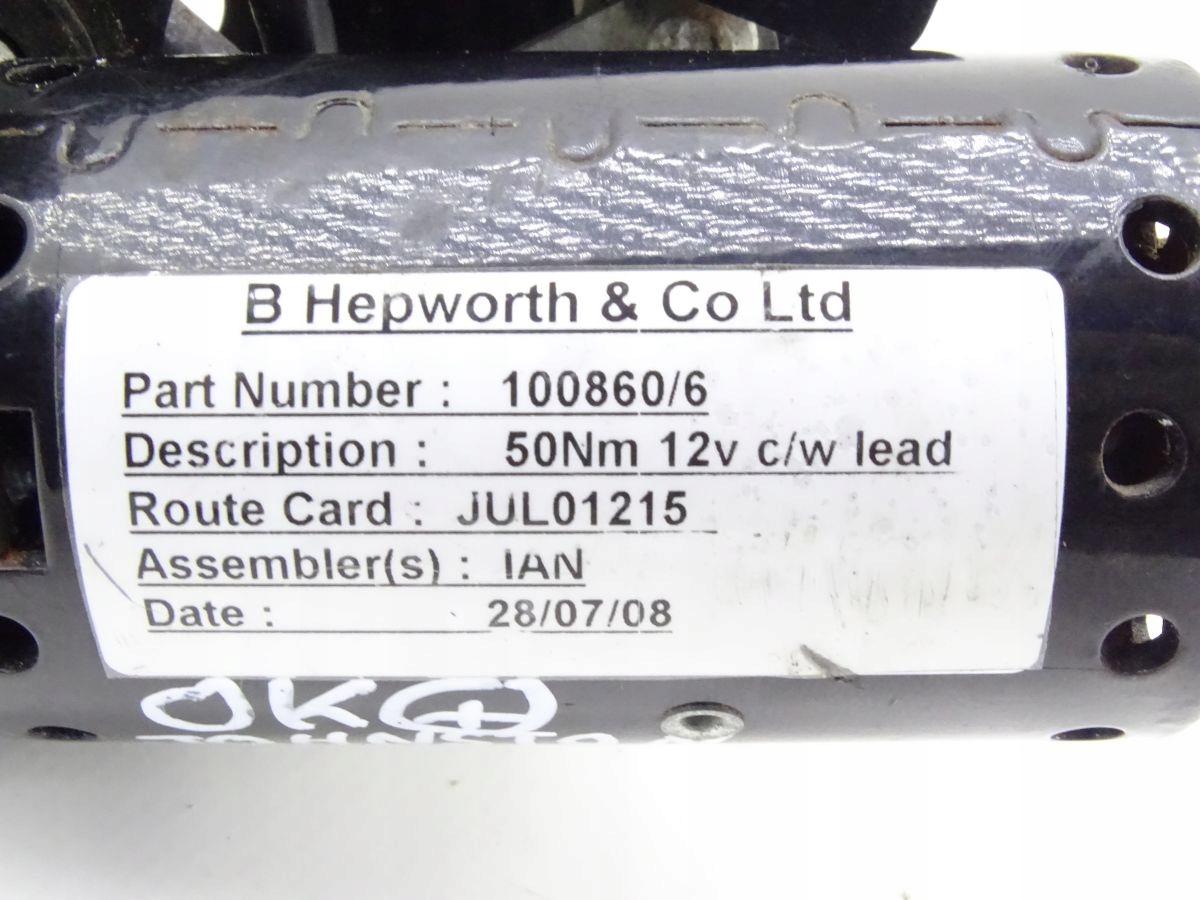 B Hepworth & Co Ltd
Part Number : 100860/6
Description : 50Nm 12v c/w lead
Route Card : JUL01215
Assembler(s) : IAN
Date : 28/07/08
OK